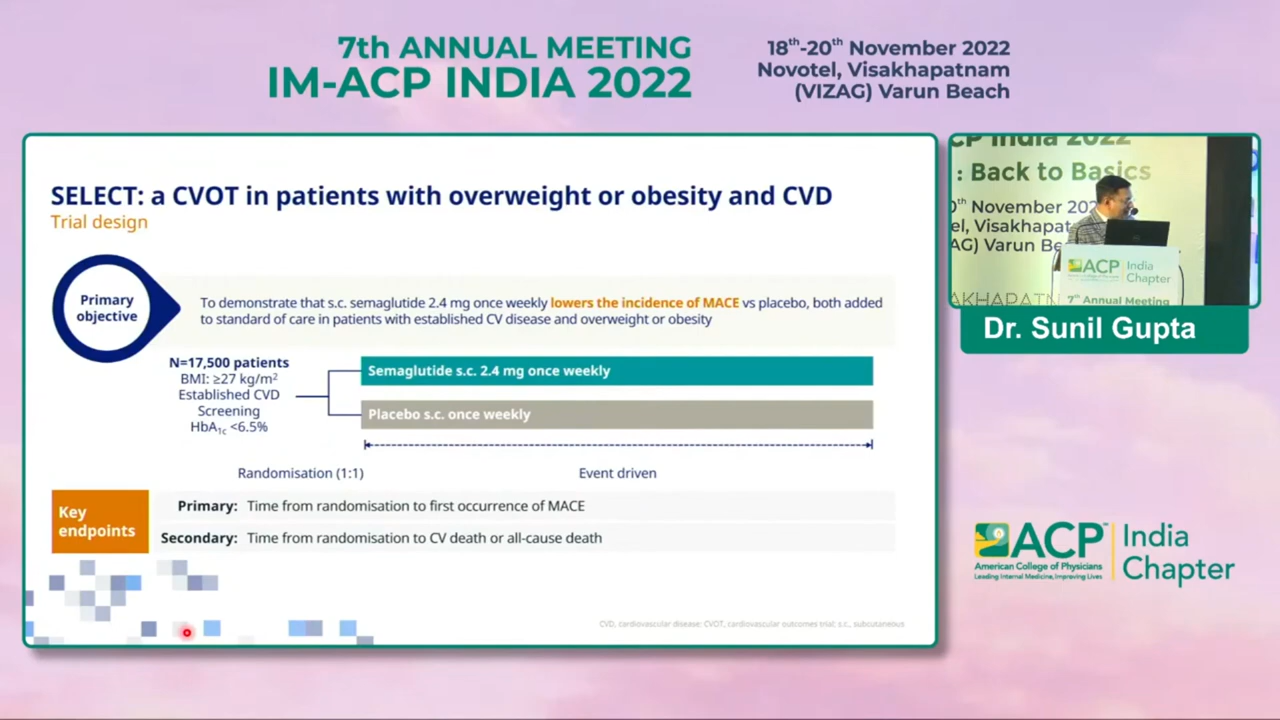 7th ANNUAL MEETING
IM-ACP INDIA 2022
18th-20th November 2022
Novotel, Visakhapatnam
(VIZAG) Varun Beach
SELECT: a CVOT in patients with overweight or obesity and CVD
Trial design
Primary
objective
To demonstrate that s.c. semaglutide 2.4 mg once weekly lowers the incidence of MACE vs placebo, both added
to standard of care in patients with established CV disease and overweight or obesity
N=17,500 patients
BMI: ≥27 kg/m²
Established CVD
Screening
HbA1c <6.5%
Semaglutide s.c. 2.4 mg once weekly
Placebo s.c. once weekly
Randomisation (1:1)
Event driven
Key
endpoints
Primary: Time from randomisation to first occurrence of MACE
Secondary: Time from randomisation to CV death or all-cause death
CVD, cardiovascular disease; CVOT, cardiovascular outcomes trial; s.c., subcutaneous
CP India 2022
: Back to Basics
th November 202
el, Visakhapat
AG) Varun Be
ACP India
Chapter
AKHAPATN
7th Annual Meeting
Dr. Sunil Gupta
ACP™ India
Chapter
American College of Physicians
Leading Internal Medicine, Improving Lives